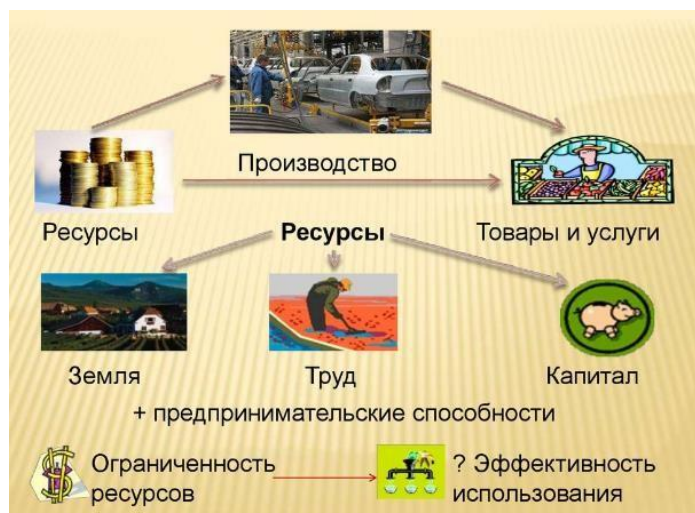 Производство
Ресурсы
Ресурсы
Товары и услуги
Земля
Труд
Капитал
+ предпринимательские способности
Ограниченность
ресурсов
? Эффективность
использования